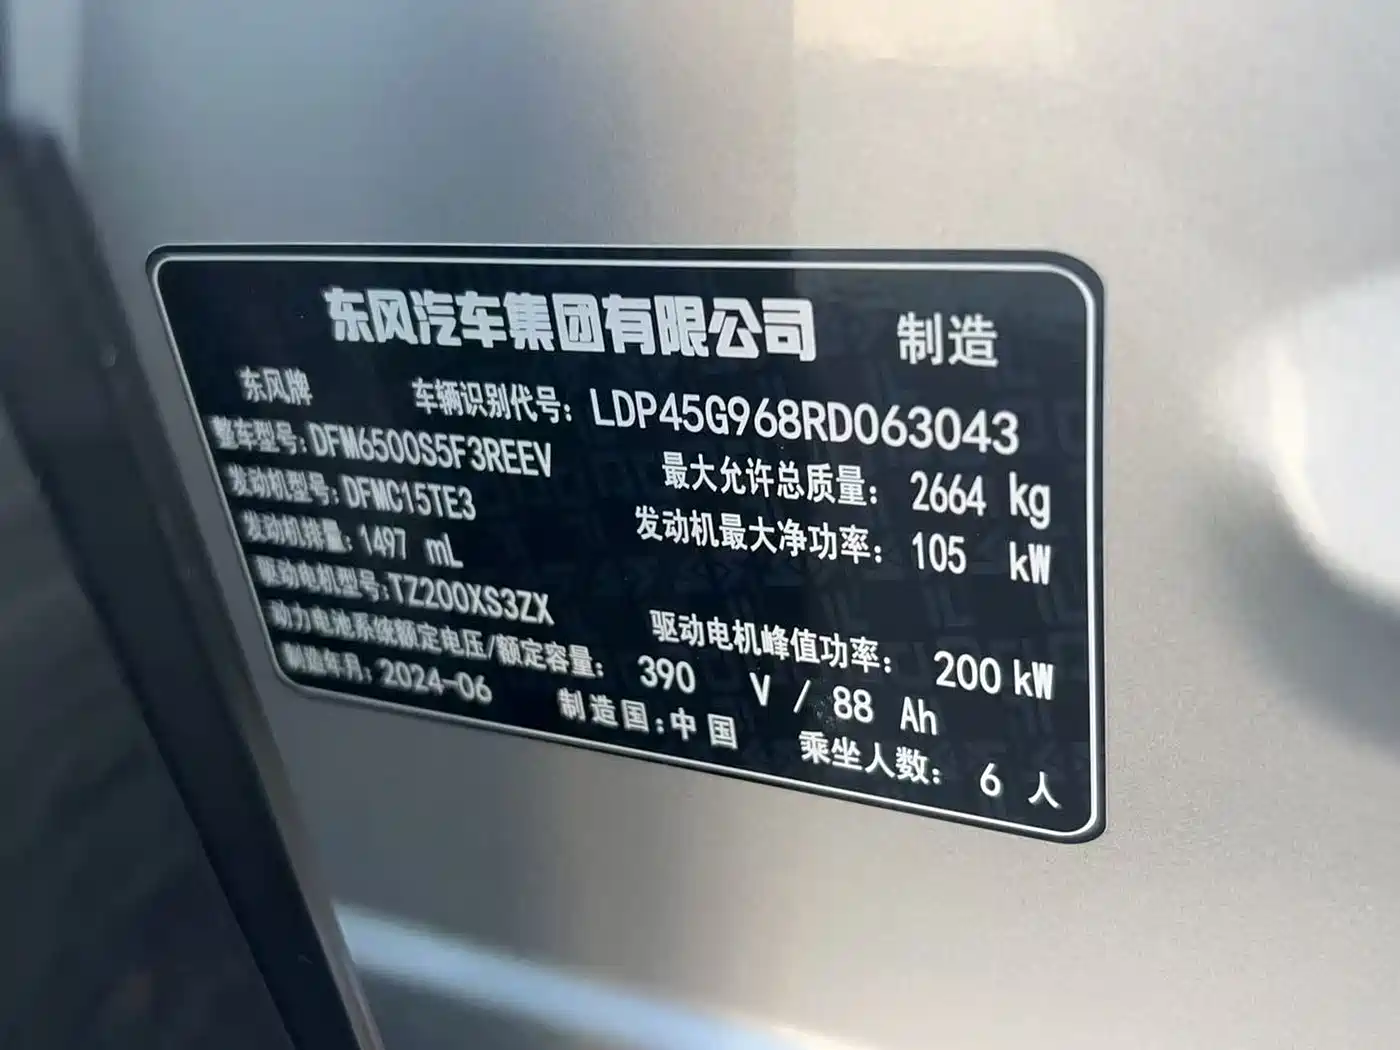 东风汽车集团有限公司 制造
东风牌 车辆识别代号: LDP45G968RD063043
整车型号: DFM6500S5F3REEV 最大允许总质量: 2664 kg
发动机型号: DFMC15TE3 发动机最大净功率: 105 kW
发动机排量: 1497 mL
驱动电机型号: TZ200XS3ZX 驱动电机峰值功率: 200 kW
动力电池系统额定电压/额定容量: 390 V / 88 Ah
制造年月: 2024-06 制造国: 中国 乘坐人数: 6 人